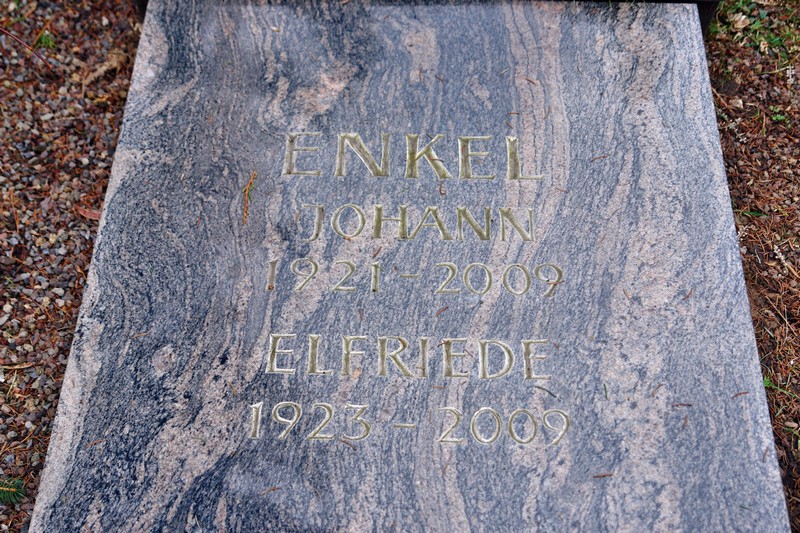 ENKEL
JOHANN
1921 – 2009
ELFRIEDE
1923 – 2009